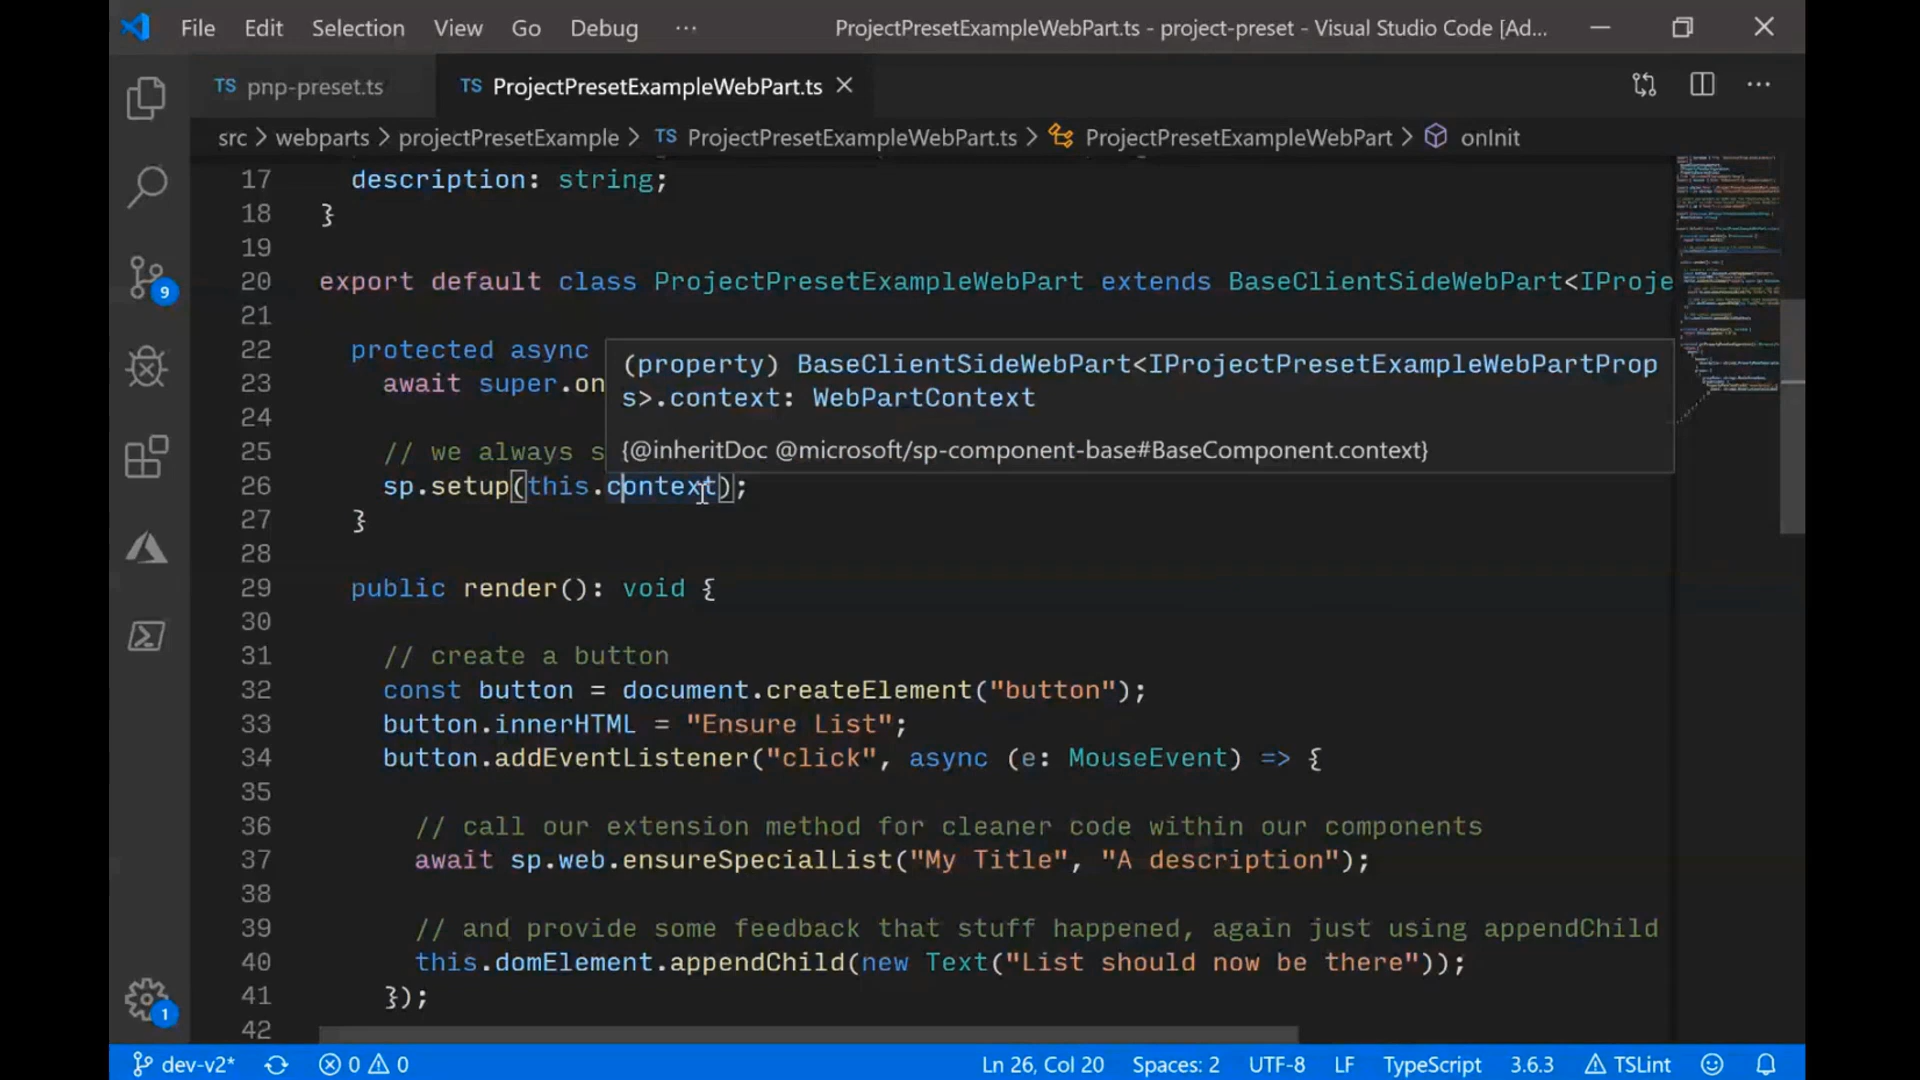 File Edit Selection View Go Debug ··· ProjectPresetExampleWebPart.ts - project-preset - Visual Studio Code [Ad...
TS pnp-preset.ts TS ProjectPresetExampleWebPart.ts
src > webparts > projectPresetExample > TS ProjectPresetExampleWebPart.ts > ProjectPresetExampleWebPart > onInit
17 description: string;
18 }
19
20 export default class ProjectPresetExampleWebPart extends BaseClientSideWebPart<IProje
21
22 protected async
(property) BaseClientSideWebPart<IProjectPresetExampleWebPartProp
23 await super.on
s>.context: WebPartContext
24
25 // we always s
{@inheritDoc @microsoft/sp-component-base#BaseComponent.context}
26 sp.setup(this.context);
27 }
28
29 public render(): void {
30
31 // create a button
32 const button = document.createElement("button");
33 button.innerHTML = "Ensure List";
34 button.addEventListener("click", async (e: MouseEvent) => {
35
36 // call our extension method for cleaner code within our components
37 await sp.web.ensureSpecialList("My Title", "A description");
38
39 // and provide some feedback that stuff happened, again just using appendChild
40 this.domElement.appendChild(new Text("List should now be there"));
41 });
42
9
1
dev-v2* 0 0 Ln 26, Col 20 Spaces: 2 UTF-8 LF TypeScript 3.6.3 TSLint